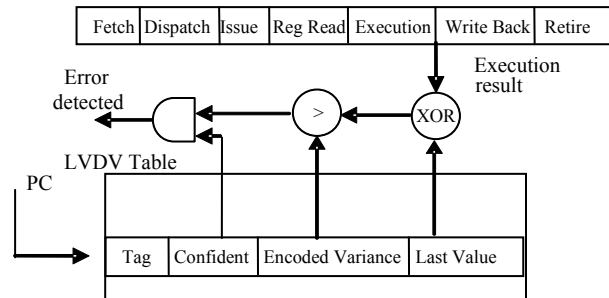 Fetch Dispatch Issue Reg Read Execution Write Back Retire
Error
detected
Execution
result
>
XOR
LVDV Table
PC
Tag Confident Encoded Variance Last Value